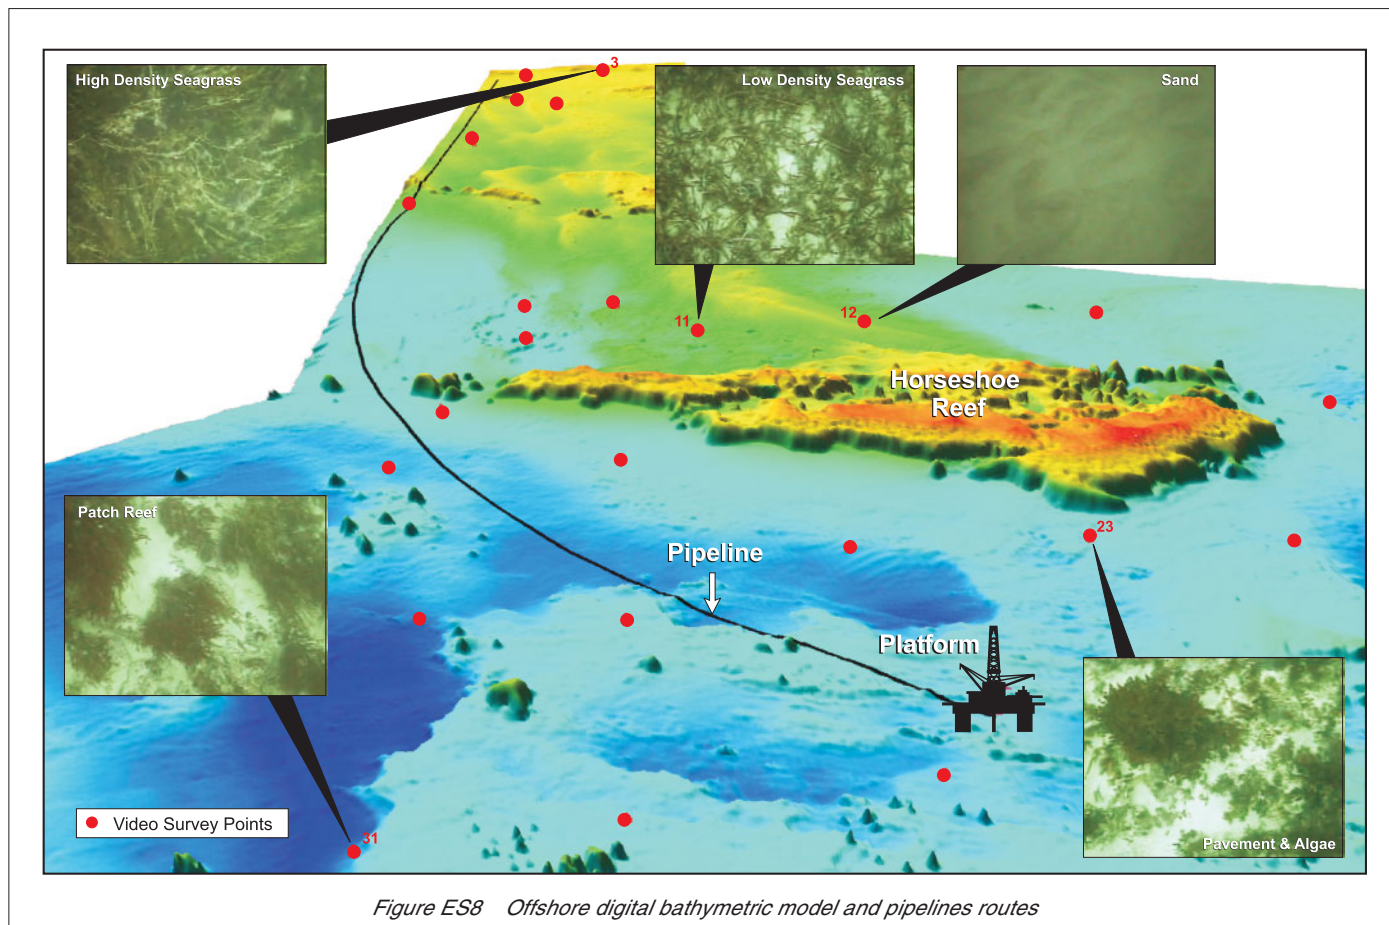 High Density Seagrass
3
Low Density Seagrass
Sand
11
12
Horseshoe
Reef
Patch Reef
23
Pipeline
Platform
Video Survey Points
31
Pavement & Algae
Figure ES8 Offshore digital bathymetric model and pipelines routes